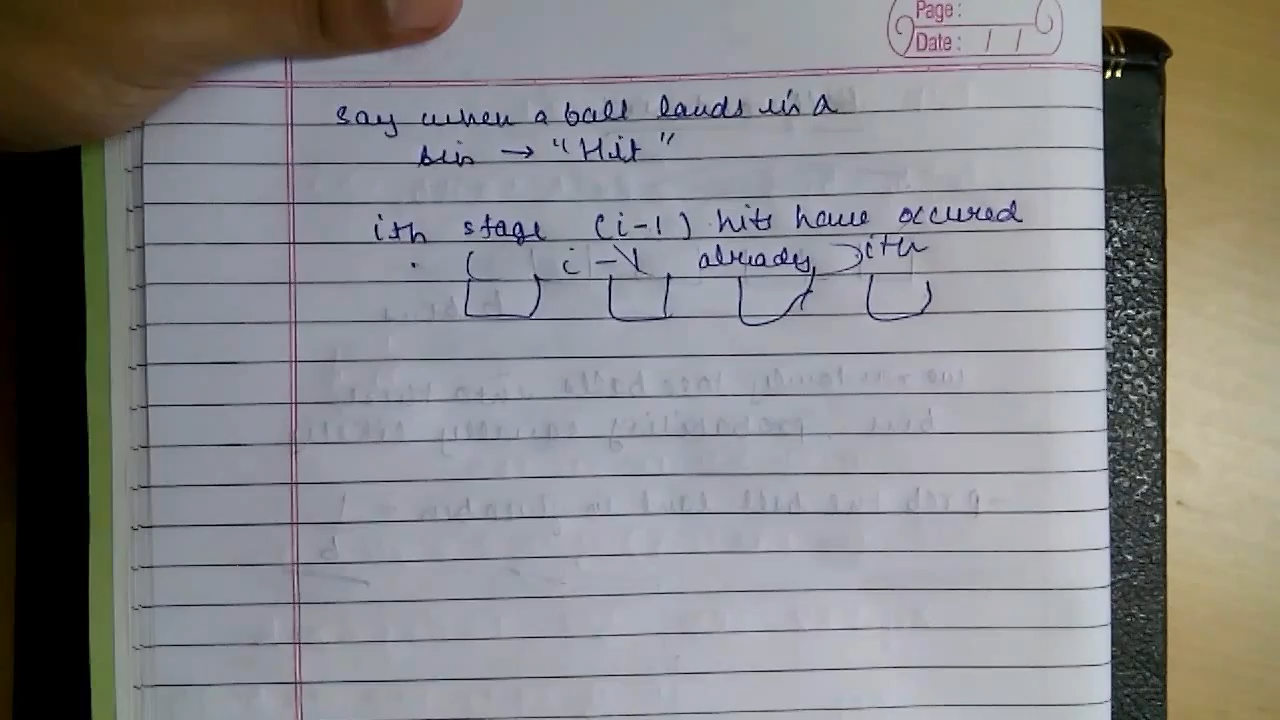 Page :
Date : / /
say when a ball lands in a
bin → "Hit"
ith stage (i-1) hits have occured
i-1 already ith